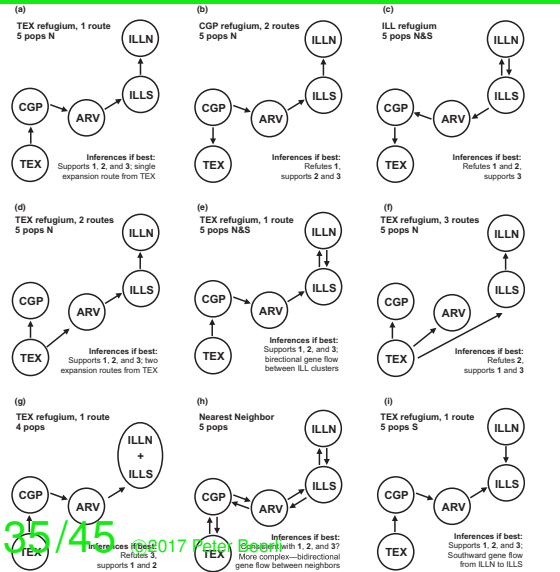 (a)
TEX refugium, 1 route
5 pops N
ILLN
CGP
ARV
ILLS
TEX
Inferences if best:
Supports 1, 2, and 3; single
expansion route from TEX
(b)
CGP refugium, 2 routes
5 pops N
ILLN
CGP
ARV
ILLS
TEX
Inferences if best:
Refutes 1,
supports 2 and 3
(c)
ILL refugium
5 pops N&S
ILLN
CGP
ARV
ILLS
TEX
Inferences if best:
Refutes 1 and 2,
supports 3
(d)
TEX refugium, 2 routes
5 pops N
ILLN
CGP
ARV
ILLS
TEX
Inferences if best:
Supports 1, 2, and 3; two
expansion routes from TEX
(e)
TEX refugium, 1 route
5 pops N&S
ILLN
CGP
ARV
ILLS
TEX
Inferences if best:
Supports 1, 2, and 3;
birectional gene flow
between ILL clusters
(f)
TEX refugium, 3 routes
5 pops N
ILLN
CGP
ARV
ILLS
TEX
Inferences if best:
Refutes 2,
supports 1 and 3
(g)
TEX refugium, 1 route
4 pops
ILLN
+
ILLS
CGP
ARV
TEX
Inferences if best:
Refutes 3,
supports 1 and 2
(h)
Nearest Neighbor
5 pops
ILLN
CGP
ARV
ILLS
TEX
Inferences if best:
Consistent with 1, 2, and 3?
More complex—bidirectional
gene flow between neighbors
(i)
TEX refugium, 1 route
5 pops S
ILLN
CGP
ARV
ILLS
TEX
Inferences if best:
Supports 1, 2, and 3;
Southward gene flow
from ILLN to ILLS
35/45 ©2017 Peter Beerli